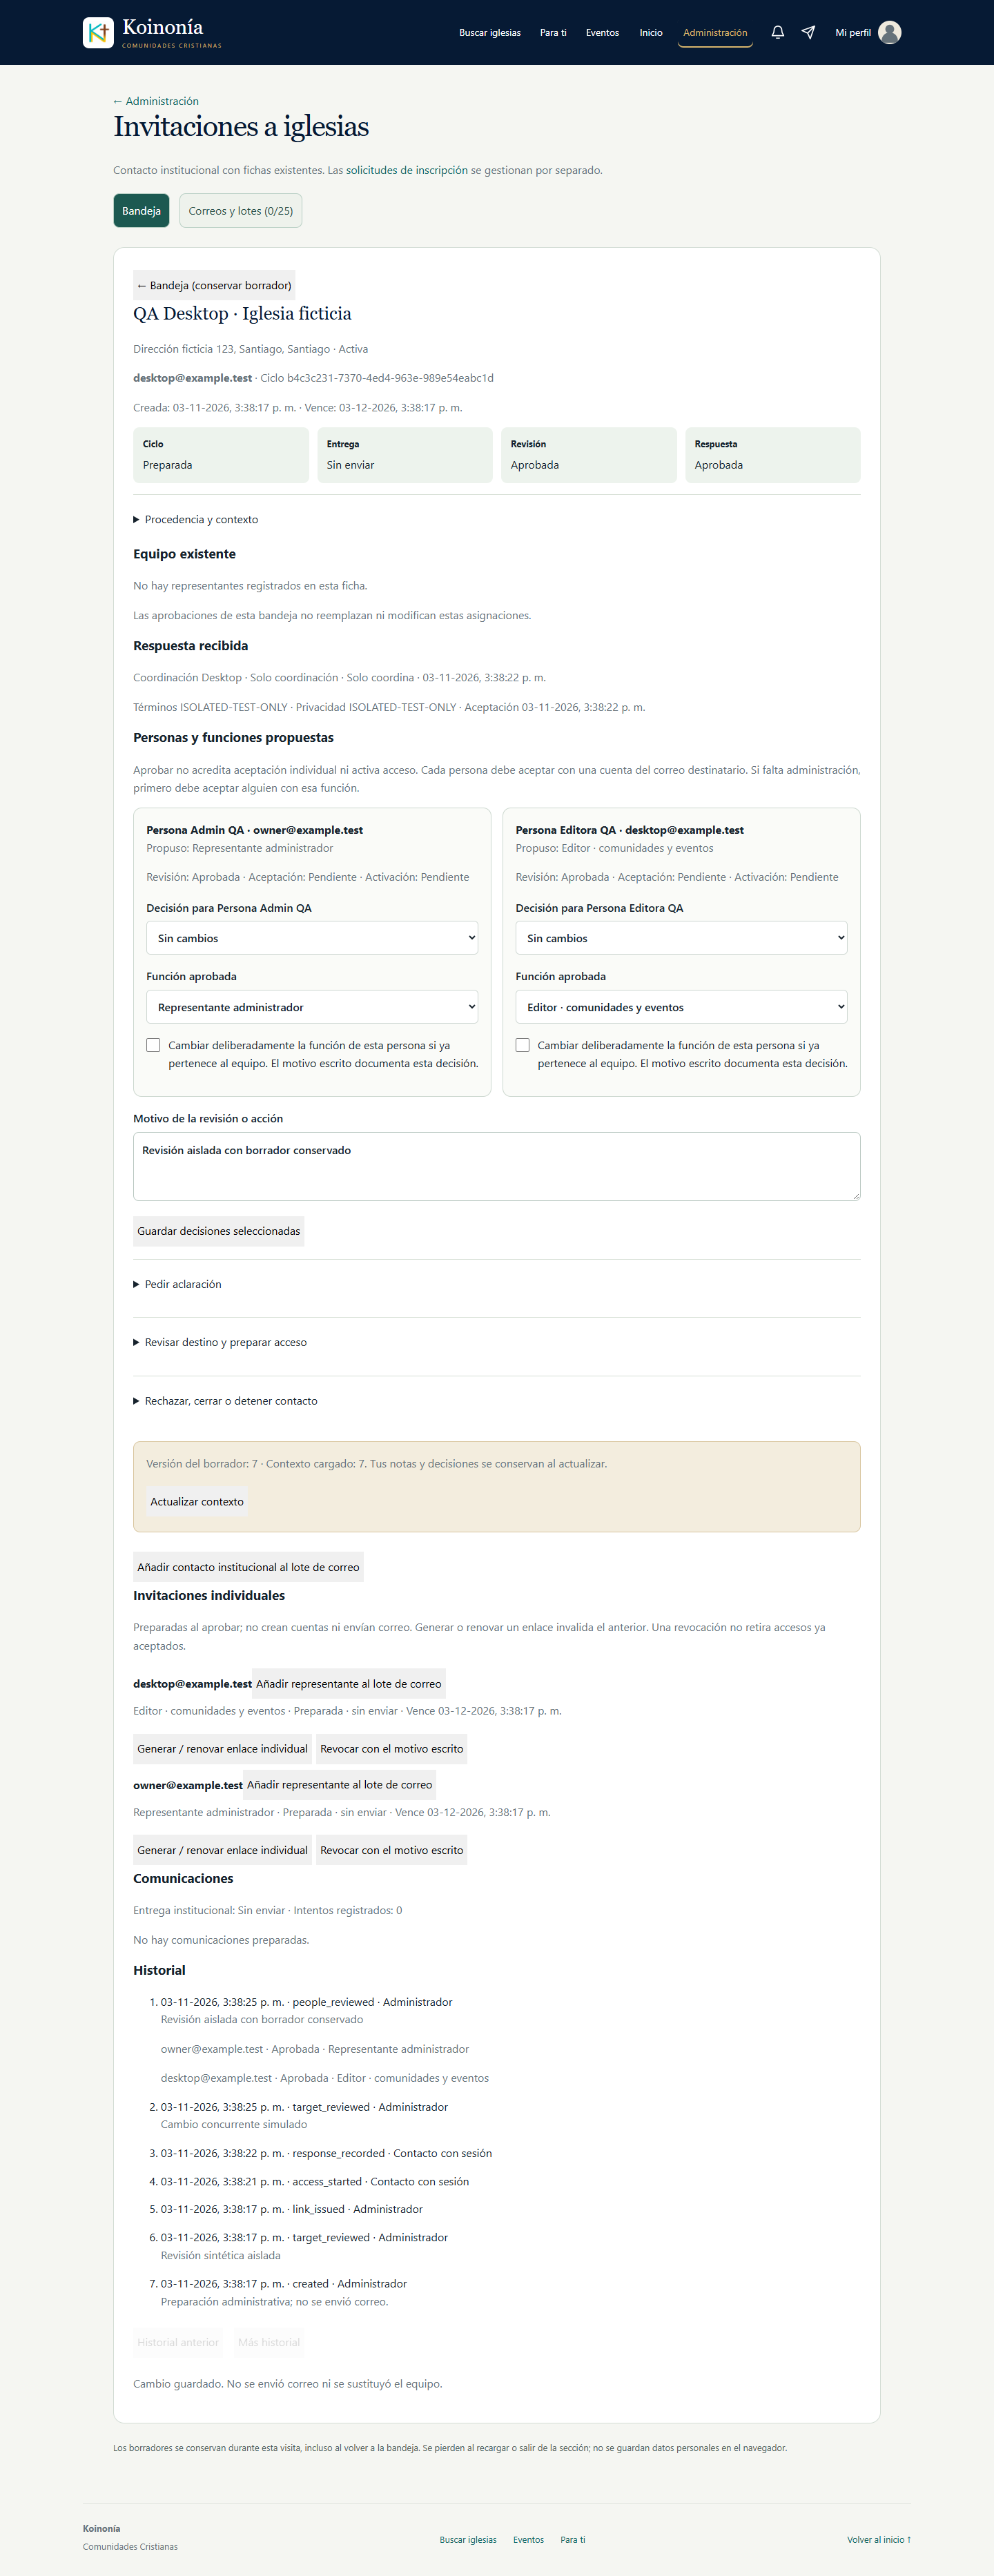 Koinonía
COMUNIDADES CRISTIANAS
Buscar iglesias
Para ti
Eventos
Inicio
Administración
Mi perfil
← Administración
Invitaciones a iglesias
Contacto institucional con fichas existentes. Las solicitudes de inscripción se gestionan por separado.
Bandeja
Correos y lotes (0/25)
← Bandeja (conservar borrador)
QA Desktop · Iglesia ficticia
Dirección ficticia 123, Santiago, Santiago · Activa
desktop@example.test · Ciclo b4c3c231-7370-4ed4-963e-989e54eabc1d
Creada: 03-11-2026, 3:38:17 p. m. · Vence: 03-12-2026, 3:38:17 p. m.
Ciclo
Preparada
Entrega
Sin enviar
Revisión
Aprobada
Respuesta
Aprobada
▶ Procedencia y contexto
Equipo existente
No hay representantes registrados en esta ficha.
Las aprobaciones de esta bandeja no reemplazan ni modifican estas asignaciones.
Respuesta recibida
Coordinación Desktop · Solo coordinación · Solo coordina · 03-11-2026, 3:38:22 p. m.
Términos ISOLATED-TEST-ONLY · Privacidad ISOLATED-TEST-ONLY · Aceptación 03-11-2026, 3:38:22 p. m.
Personas y funciones propuestas
Aprobar no acredita aceptación individual ni activa acceso. Cada persona debe aceptar con una cuenta del correo destinatario. Si falta administración,
primero debe aceptar alguien con esa función.
Persona Admin QA · owner@example.test
Propuso: Representante administrador
Revisión: Aprobada · Aceptación: Pendiente · Activación: Pendiente
Decisión para Persona Admin QA
Sin cambios
Función aprobada
Representante administrador
Cambiar deliberadamente la función de esta persona si ya
pertenece al equipo. El motivo escrito documenta esta decisión.
Persona Editora QA · desktop@example.test
Propuso: Editor · comunidades y eventos
Revisión: Aprobada · Aceptación: Pendiente · Activación: Pendiente
Decisión para Persona Editora QA
Sin cambios
Función aprobada
Editor · comunidades y eventos
Cambiar deliberadamente la función de esta persona si ya
pertenece al equipo. El motivo escrito documenta esta decisión.
Motivo de la revisión o acción
Revisión aislada con borrador conservado
Guardar decisiones seleccionadas
▶ Pedir aclaración
▶ Revisar destino y preparar acceso
▶ Rechazar, cerrar o detener contacto
Versión del borrador: 7 · Contexto cargado: 7. Tus notas y decisiones se conservan al actualizar.
Actualizar contexto
Añadir contacto institucional al lote de correo
Invitaciones individuales
Preparadas al aprobar; no crean cuentas ni envían correo. Generar o renovar un enlace invalida el anterior. Una revocación no retira accesos ya
aceptados.
desktop@example.test Añadir representante al lote de correo
Editor · comunidades y eventos · Preparada · sin enviar · Vence 03-12-2026, 3:38:17 p. m.
Generar / renovar enlace individual
Revocar con el motivo escrito
owner@example.test Añadir representante al lote de correo
Representante administrador · Preparada · sin enviar · Vence 03-12-2026, 3:38:17 p. m.
Generar / renovar enlace individual
Revocar con el motivo escrito
Comunicaciones
Entrega institucional: Sin enviar · Intentos registrados: 0
No hay comunicaciones preparadas.
Historial
1. 03-11-2026, 3:38:25 p. m. · people_reviewed · Administrador
Revisión aislada con borrador conservado
owner@example.test · Aprobada · Representante administrador
desktop@example.test · Aprobada · Editor · comunidades y eventos
2. 03-11-2026, 3:38:25 p. m. · target_reviewed · Administrador
Cambio concurrente simulado
3. 03-11-2026, 3:38:22 p. m. · response_recorded · Contacto con sesión
4. 03-11-2026, 3:38:21 p. m. · access_started · Contacto con sesión
5. 03-11-2026, 3:38:17 p. m. · link_issued · Administrador
6. 03-11-2026, 3:38:17 p. m. · target_reviewed · Administrador
Revisión sintética aislada
7. 03-11-2026, 3:38:17 p. m. · created · Administrador
Preparación administrativa; no se envió correo.
Historial anterior
Más historial
Cambio guardado. No se envió correo ni se sustituyó el equipo.
Los borradores se conservan durante esta visita, incluso al volver a la bandeja. Se pierden al recargar o salir de la sección; no se guardan datos personales en el navegador.
Koinonía
Comunidades Cristianas
Buscar iglesias
Eventos
Para ti
Volver al inicio ↑